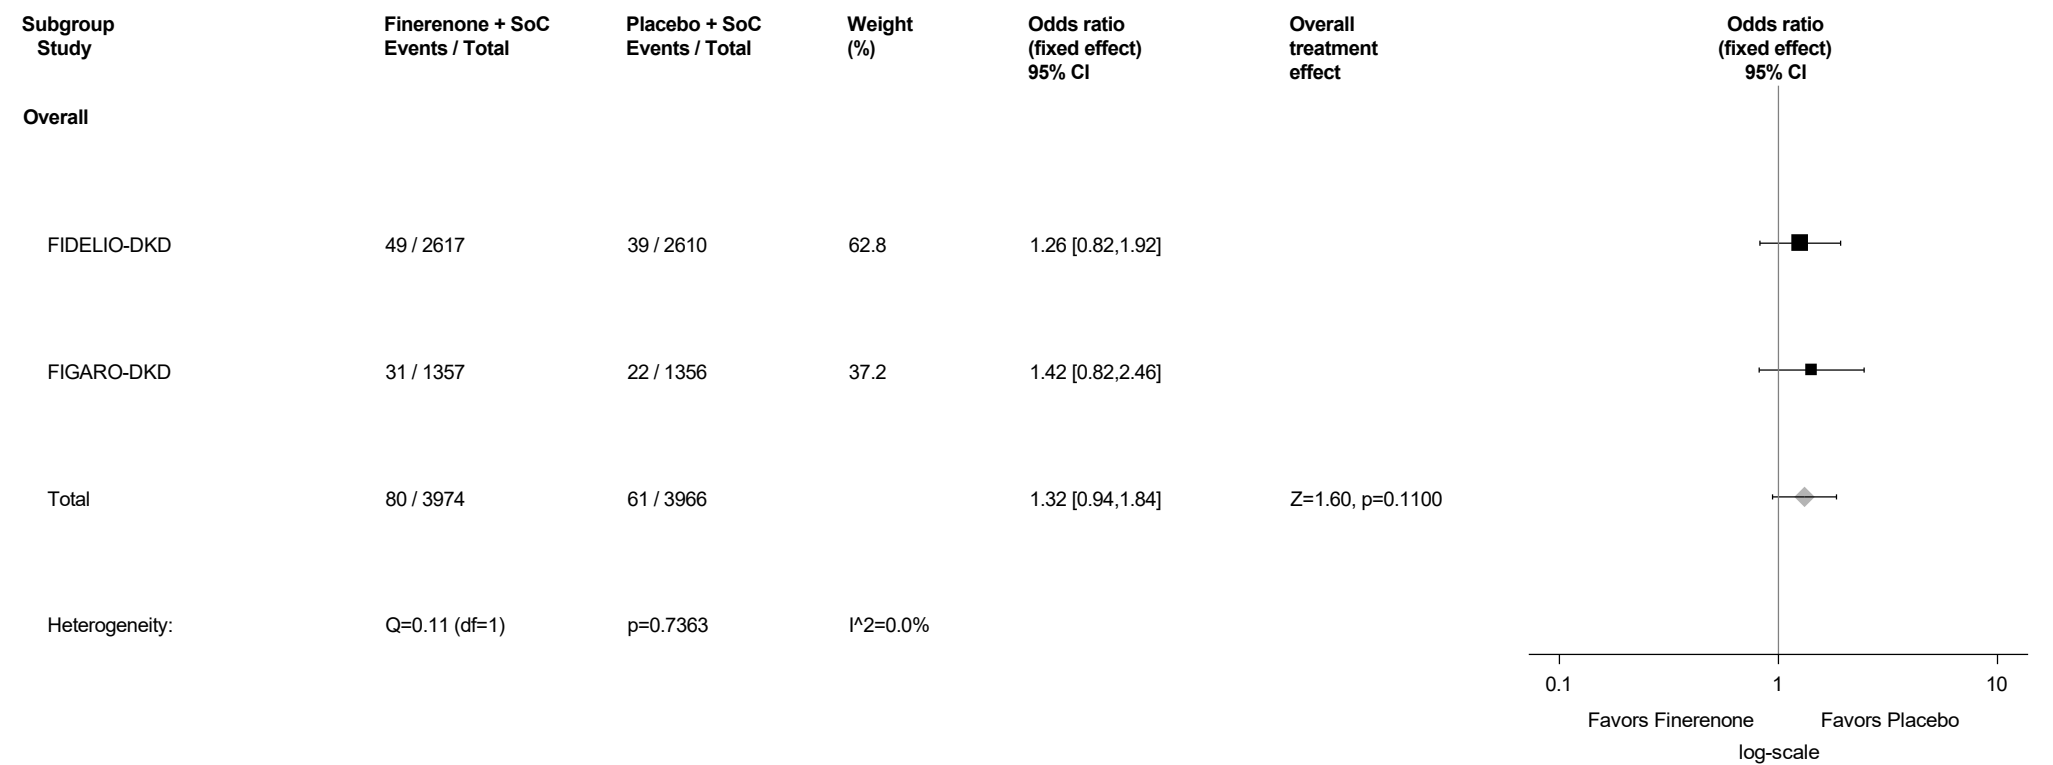 Subgroup Finerenone + SoC Placebo + SoC Weight Odds ratio Overall Odds ratio
Study Events / Total Events / Total (%) (fixed effect) treatment (fixed effect)
95% CI effect 95% CI
Overall
FIDELIO-DKD 49 / 2617 39 / 2610 62.8 1.26 [0.82,1.92]
FIGARO-DKD 31 / 1357 22 / 1356 37.2 1.42 [0.82,2.46]
Total 80 / 3974 61 / 3966 1.32 [0.94,1.84] Z=1.60, p=0.1100
Heterogeneity: Q=0.11 (df=1) p=0.7363 I^2=0.0%
0.1 1 10
Favors Finerenone Favors Placebo
log-scale